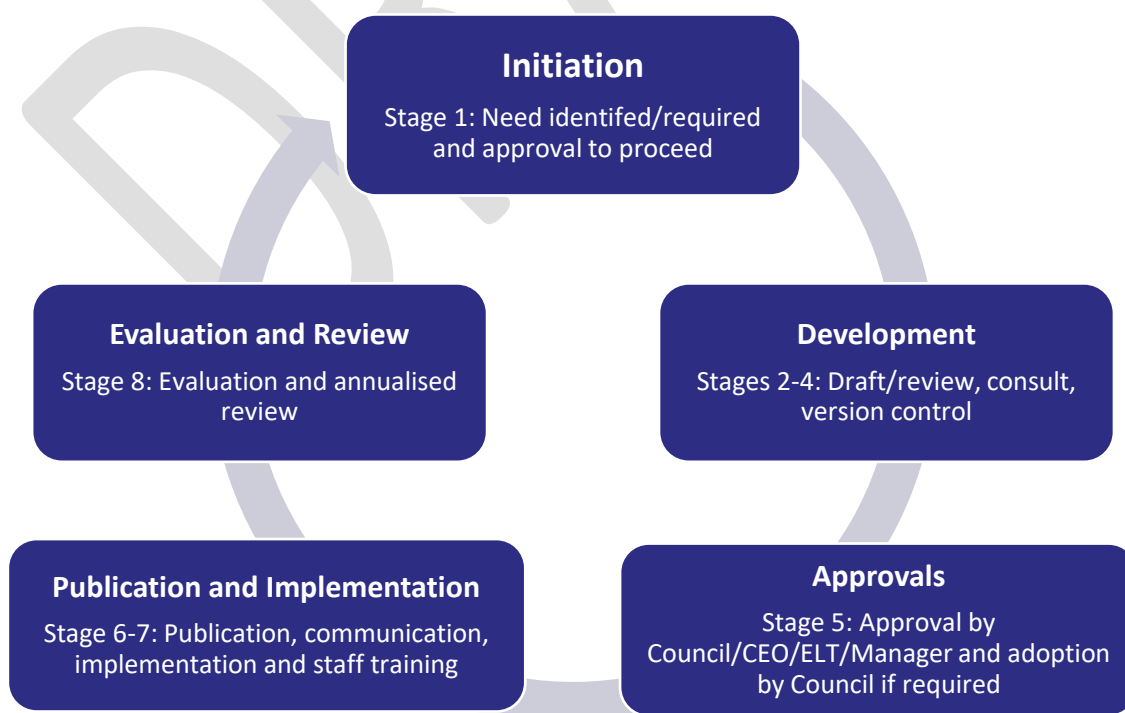 Initiation
Stage 1: Need identifed/required
and approval to proceed
Development
Stages 2-4: Draft/review, consult,
version control
Approvals
Stage 5: Approval by
Council/CEO/ELT/Manager and adoption
by Council if required
Publication and Implementation
Stage 6-7: Publication, communication,
implementation and staff training
Evaluation and Review
Stage 8: Evaluation and annualised
review